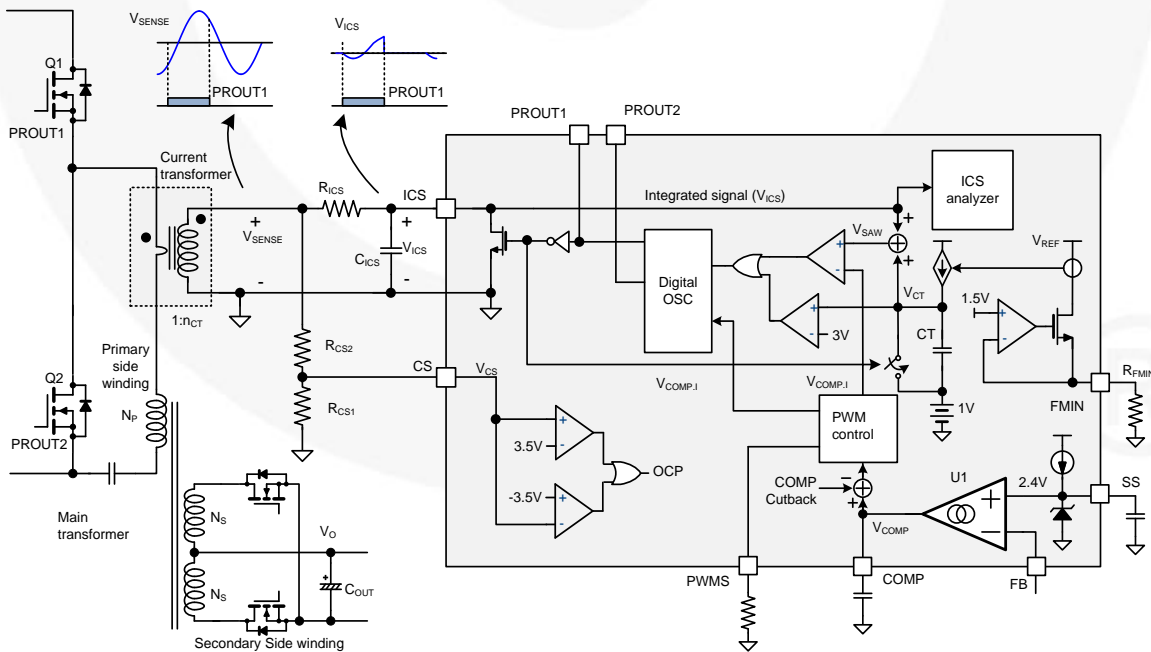 VSENSE
VICS
Q1
PROUT1
PROUT1
PROUT1
PROUT1
PROUT2
Current
transformer
RICS
ICS
Integrated signal (VICS)
ICS
analyzer
+
VSENSE
-
+
VICS
-
CICS
1:nCT
Digital
OSC
VSAW
+
+
+
-
VREF
VCT
1.5V
+
-
+
-
3V
CT
RCS2
Primary
side
winding
CS
VCS
VCOMP.I
VCOMP.I
1V
FMIN
RFMIN
Q2
NP
RCS1
PROUT2
+
3.5V
-
OCP
-3.5V
+
-
PWM
control
COMP
Cutback
-
+
U1
2.4V
SS
+
-
VCOMP
Main
transformer
NS
VO
NS
+
COUT
PWMS
COMP
FB
Secondary Side winding